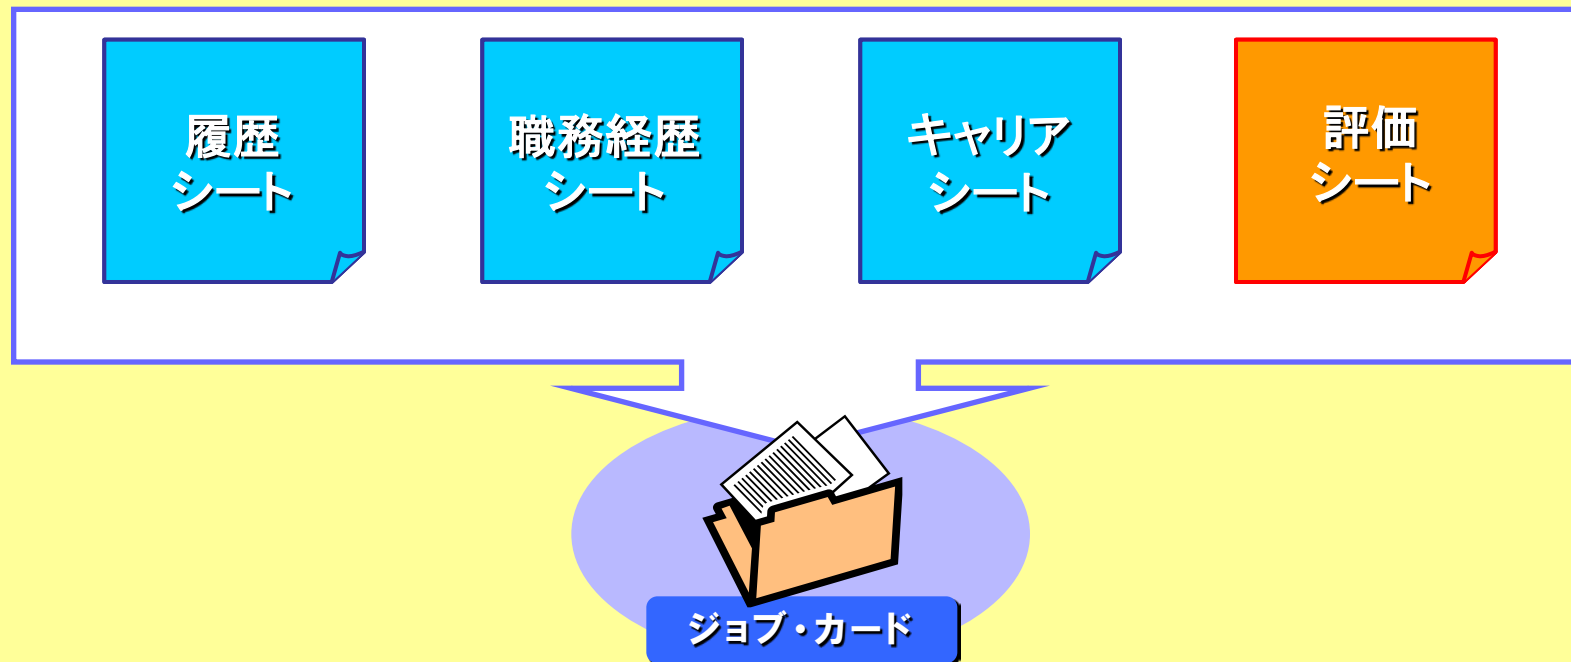 履歴
シート
職務経歴
シート
キャリア
シート
評価
シート
ジョブ・カード